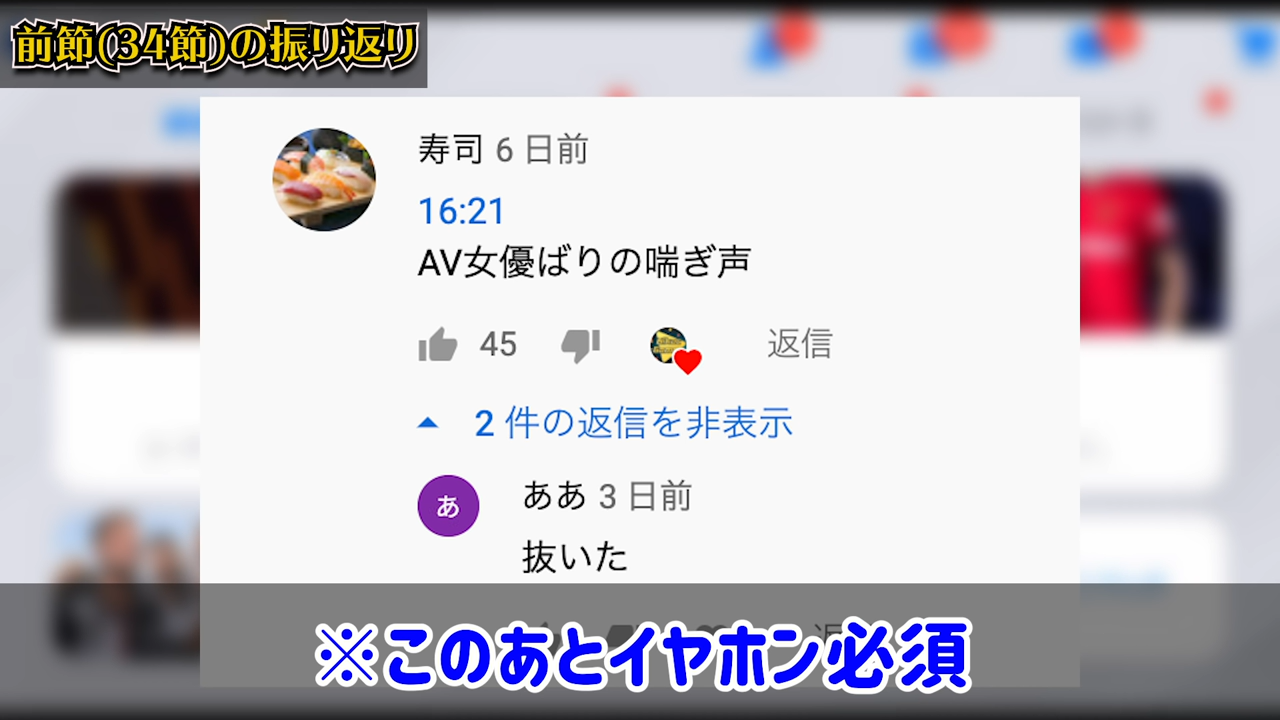 前節(34節)の振り返り
寿司 6 日前
16:21
AV女優ばりの喘ぎ声
45 返信
2 件の返信を非表示
あ
ああ 3 日前
抜いた
※このあとイヤホン必須